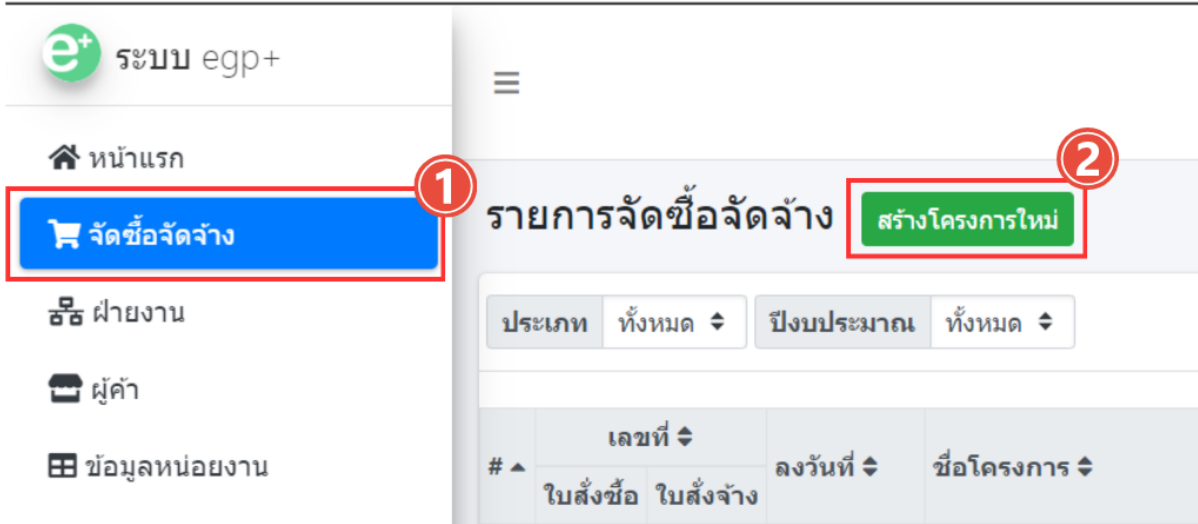 e+ ระบบ egp+
หน้าแรก
1
จัดซื้อจัดจ้าง
ฝ่ายงาน
ผู้ค้า
ข้อมูลหน่อยงาน
2
รายการจัดซื้อจัดจ้าง สร้างโครงการใหม่
ประเภท ทั้งหมด ปีงบประมาณ ทั้งหมด
# เลขที่ ลงวันที่ ชื่อโครงการ
ใบสั่งซื้อ ใบสั่งจ้าง